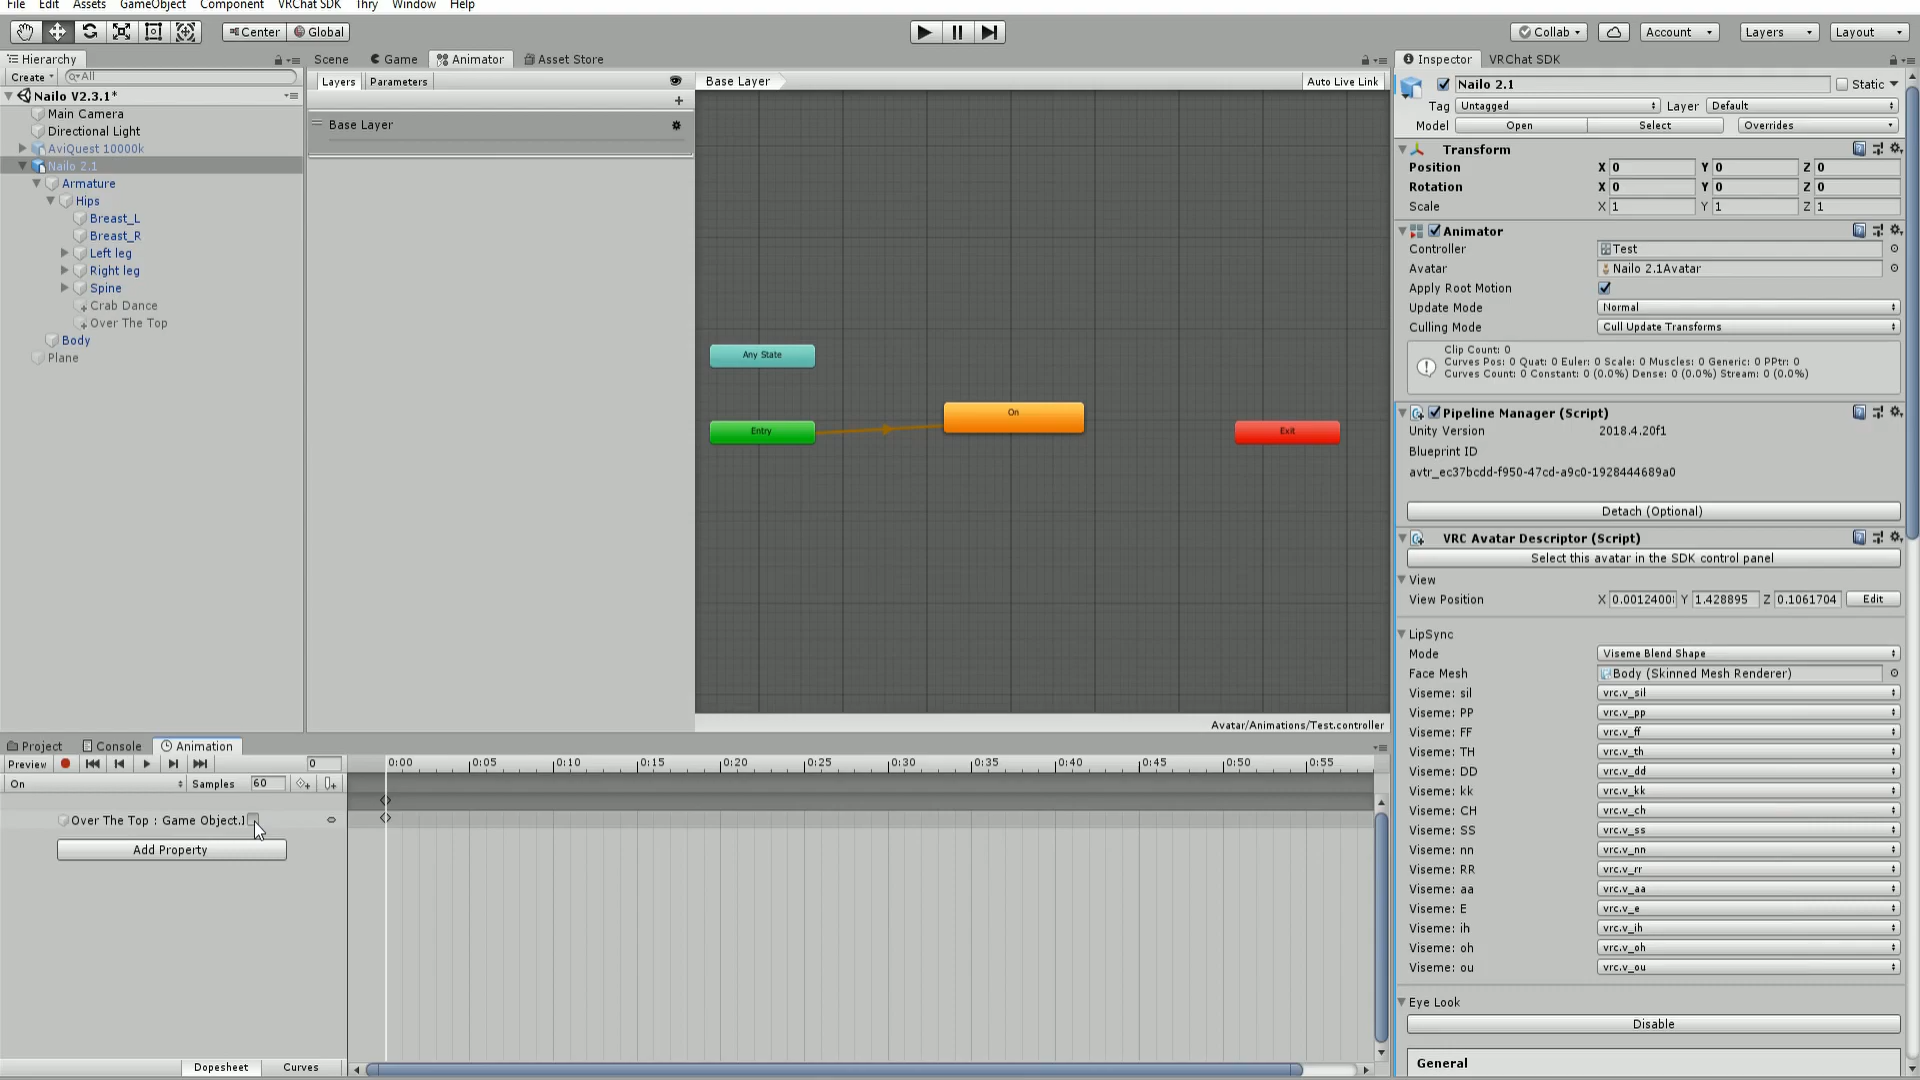 File Edit Assets GameObject Component VRChat SDK Thry Window Help
Center Global
Collab Account Layers Layout
Hierarchy
Create All
Nailo V2.3.1*
Main Camera
Directional Light
AviQuest 10000k
Nailo 2.1
Armature
Hips
Breast_L
Breast_R
Left leg
Right leg
Spine
Crab Dance
Over The Top
Body
Plane
Scene Game Animator Asset Store
Layers Parameters
Base Layer
Base Layer Auto Live Link
Any State
Entry
On
Exit
Avatar/Animations/Test.controller
Inspector VRChat SDK
Nailo 2.1 Static
Tag Untagged Layer Default
Model Open Select Overrides
Transform
Position X 0 Y 0 Z 0
Rotation X 0 Y 0 Z 0
Scale X 1 Y 1 Z 1
Animator
Controller Test
Avatar Nailo 2.1Avatar
Apply Root Motion
Update Mode Normal
Culling Mode Cull Update Transforms
Clip Count: 0
Curves Pos: 0 Quat: 0 Euler: 0 Scale: 0 Muscles: 0 Generic: 0 PPtr: 0
Curves Count: 0 Constant: 0 (0.0%) Dense: 0 (0.0%) Stream: 0 (0.0%)
Pipeline Manager (Script)
Unity Version 2018.4.20f1
Blueprint ID
avtr_ec37bcdd-f950-47cd-a9c0-1928444689a0
Detach (Optional)
VRC Avatar Descriptor (Script)
Select this avatar in the SDK control panel
View
View Position X 0.0012400 Y 1.428895 Z 0.1061704 Edit
LipSync
Mode Viseme Blend Shape
Face Mesh Body (Skinned Mesh Renderer)
Viseme: sil vrc.v_sil
Viseme: PP vrc.v_pp
Viseme: FF vrc.v_ff
Viseme: TH vrc.v_th
Viseme: DD vrc.v_dd
Viseme: kk vrc.v_kk
Viseme: CH vrc.v_ch
Viseme: SS vrc.v_ss
Viseme: nn vrc.v_nn
Viseme: RR vrc.v_rr
Viseme: aa vrc.v_aa
Viseme: E vrc.v_e
Viseme: ih vrc.v_ih
Viseme: oh vrc.v_oh
Viseme: ou vrc.v_ou
Eye Look
Disable
General
Project Console Animation
Preview 0 0:00 0:05 0:10 0:15 0:20 0:25 0:30 0:35 0:40 0:45 0:50 0:55
On Samples 60
Over The Top : Game Object.I
Add Property
Dopesheet Curves